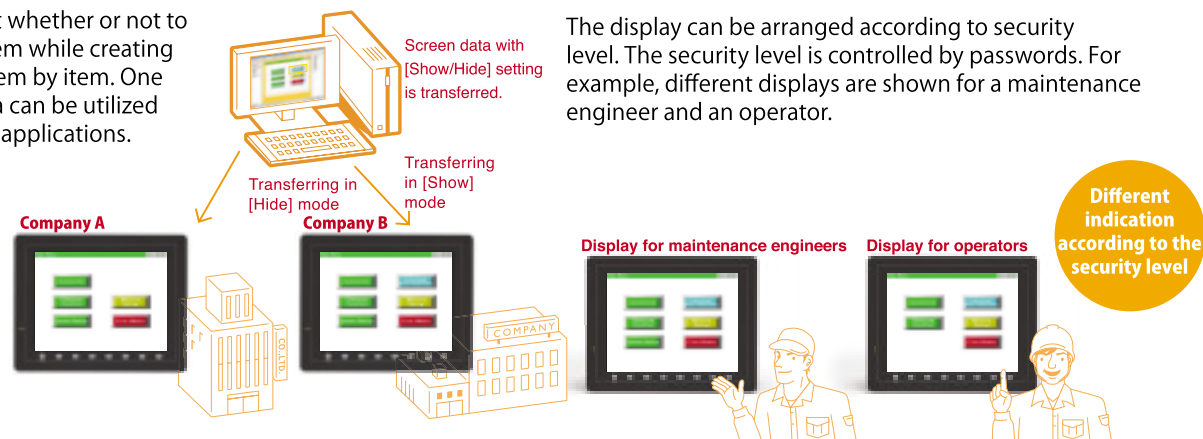 t whether or not to
em while creating
em by item. One
a can be utilized
applications.
Screen data with
[Show/Hide] setting
is transferred.
Transferring in
[Hide] mode
Transferring
in [Show]
mode
Company A
Company B
CO.,LTD.
COMPANY
The display can be arranged according to security
level. The security level is controlled by passwords. For
example, different displays are shown for a maintenance
engineer and an operator.
Display for maintenance engineers
Display for operators
Different
indication
according to the
security level